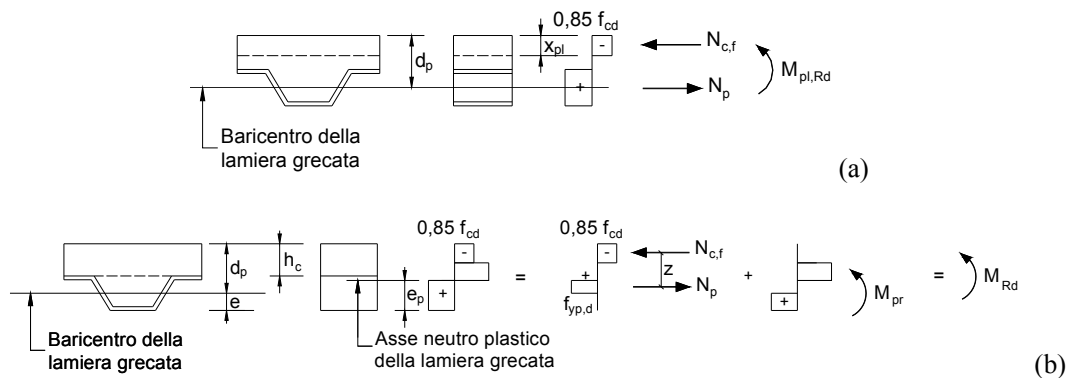 0,85 f_cd
x_pl
d_p
-
+
N_c,f
N_p
M_pl,Rd
Baricentro della
lamiera grecata
(a)
0,85 f_cd
0,85 f_cd
d_p
h_c
e
e_p
-
+
=
-
+
f_yp,d
z
N_c,f
N_p
+
+
M_pr
=
M_Rd
Baricentro della
lamiera grecata
Asse neutro plastico
della lamiera grecata
(b)